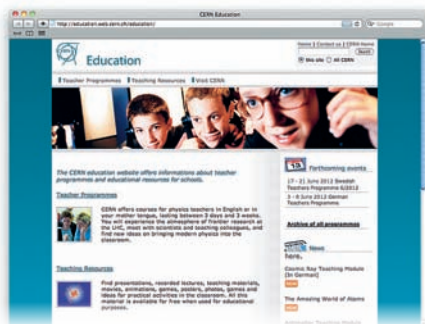 CERN Education
http://education.web.cern.ch/education/
Google
Home | Contact us | CERN Home
Search
this site All CERN
Education
Teacher Programmes Teaching Resources Visit CERN
The CERN education website offers informations about teacher
programmes and educational resources for schools.
Teacher Programmes
CERN offers courses for physics teachers in English or in
your mother tongue, lasting between 3 days and 3 weeks.
You will experience the atmosphere of frontier research at
the LHC, meet with scientists and teaching colleagues, and
find new ideas on bringing modern physics into the
classroom.
Teaching Resources
Find presentations, recorded lectures, teaching materials,
movies, animations, games, posters, photos, games and
ideas for practical activities in the classroom. All this
material is available for free when used for educational
purposes.
Forthcoming events
17 - 21 June 2012 Swedish
Teachers Programme
3 - 8 June 2012 German
Teachers Programme
Archive of all programmes
News
here.
Cosmic Ray Teaching Module
[In German]
The Amazing World of Atoms